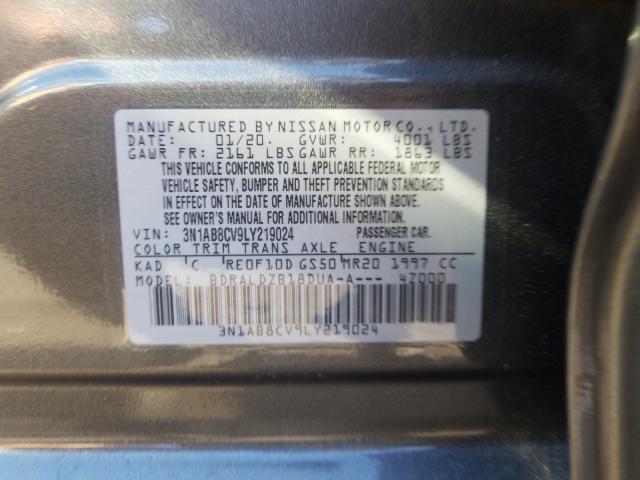 MANUFACTURED BY NISSAN MOTOR CO., LTD.
DATE: 01/20. GVWR: 4001 LBS
GAWR FR: 2161 LBS GAWR RR: 1863 LBS
THIS VEHICLE CONFORMS TO ALL APPLICABLE FEDERAL MOTOR
VEHICLE SAFETY, BUMPER AND THEFT PREVENTION STANDARDS
IN EFFECT ON THE DATE OF MANUFACTURE SHOWN ABOVE.
SEE OWNER'S MANUAL FOR ADDITIONAL INFORMATION.
VIN: 3N1AB8CV9LY219024 PASSENGER CAR.
COLOR TRIM TRANS AXLE ENGINE
KAD C RE0F10D GS50 MR20 1997 CC
MODEL: BDRALDZB18DUA-A--- 4Z000
3N1AB8CV9LY219024